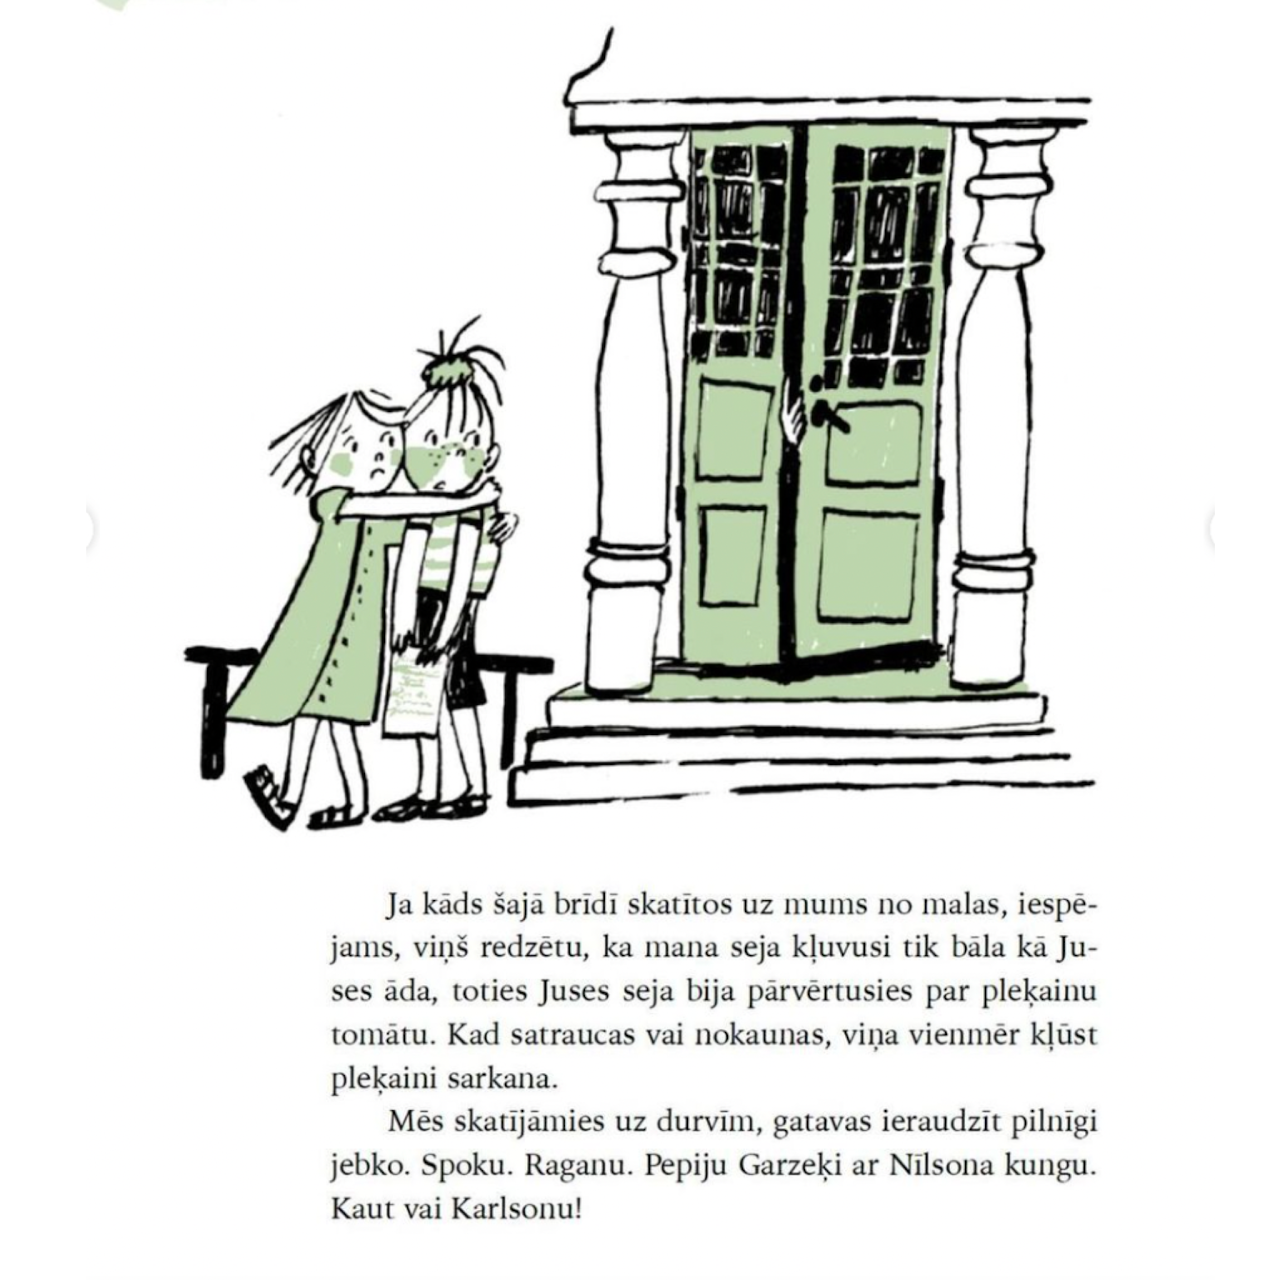 Ja kāds šajā brīdī skatītos uz mums no malas, iespē-
jams, viņš redzētu, ka mana seja kļuvusi tik bāla kā Ju-
ses āda, toties Juses seja bija pārvērtusies par pleķainu
tomātu. Kad satraucas vai nokaunas, viņa vienmēr kļūst
pleķaini sarkana.
Mēs skatījāmies uz durvīm, gatavas ieraudzīt pilnīgi
jebko. Spoku. Raganu. Pepiju Garzeķi ar Nīlsona kungu.
Kaut vai Karlsonu!